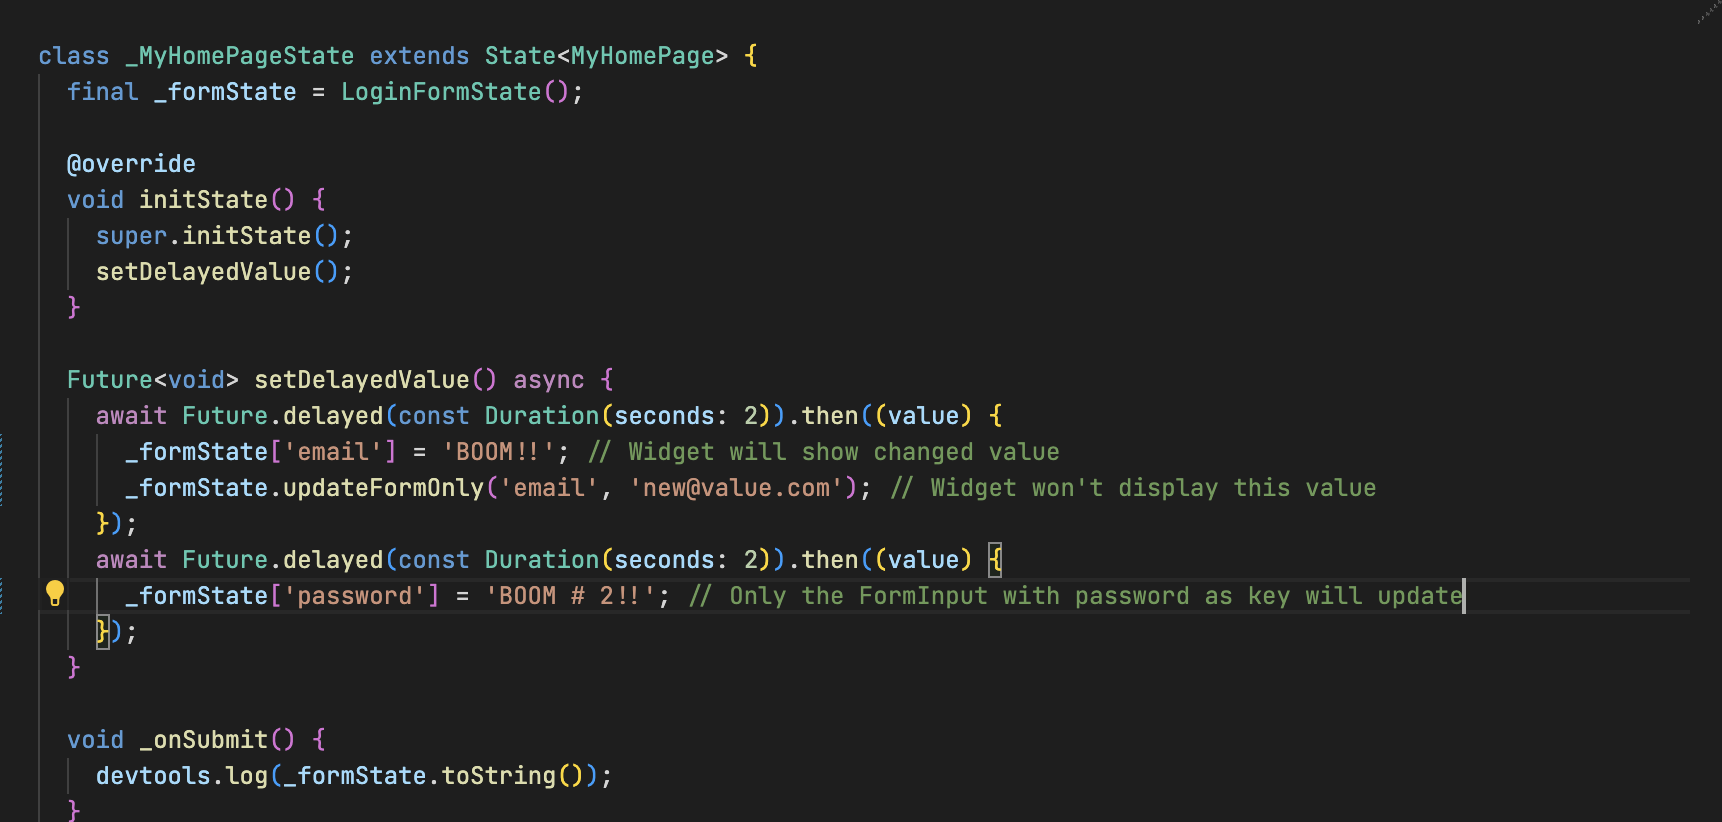 class _MyHomePageState extends State<MyHomePage> {
  final _formState = LoginFormState();

  @override
  void initState() {
    super.initState();
    setDelayedValue();
  }

  Future<void> setDelayedValue() async {
    await Future.delayed(const Duration(seconds: 2)).then((value) {
      _formState['email'] = 'BOOM!!'; // Widget will show changed value
      _formState.updateFormOnly('email', 'new@value.com'); // Widget won't display this value
    });
    await Future.delayed(const Duration(seconds: 2)).then((value) {
      _formState['password'] = 'BOOM # 2!!'; // Only the FormInput with password as key will update
    });
  }

  void _onSubmit() {
    devtools.log(_formState.toString());
  }